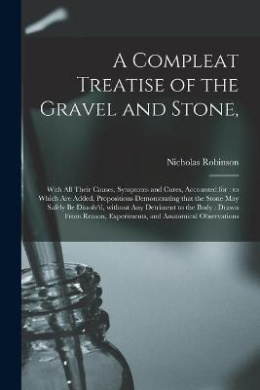 A Compleat
Treatise of the
Gravel and Stone,
Nicholas Robinson
With All Their Causes, Symptoms and Cures, Accounted for : to
Which Are Added, Propositions Demonstrating That the Stone May
Safely Be Dissolv'd, without Any Detriment to the Body : Drawn
From Reason, Experiments, and Anatomical Observations